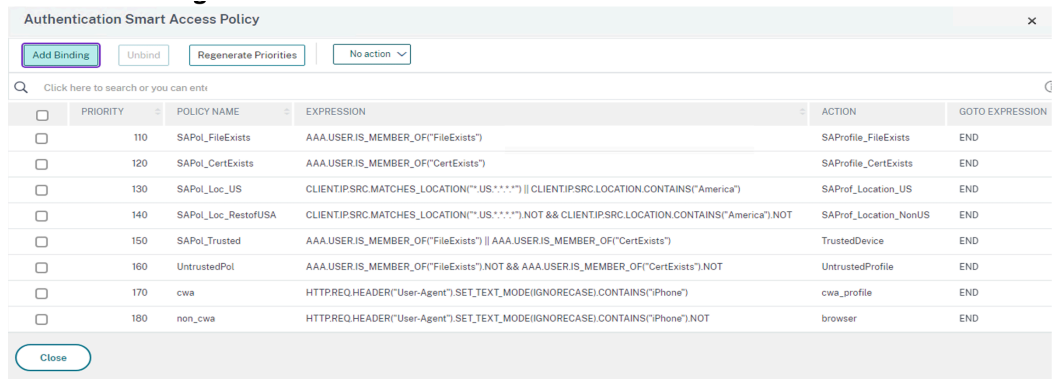 Authentication Smart Access Policy
Add Binding Unbind Regenerate Priorities No action
Click here to search or you can ente
PRIORITY POLICY NAME EXPRESSION ACTION GOTO EXPRESSION
110 SAPol_FileExists AAA.USER.IS_MEMBER_OF("FileExists") SAProfile_FileExists END
120 SAPol_CertExists AAA.USER.IS_MEMBER_OF("CertExists") SAProfile_CertExists END
130 SAPol_Loc_US CLIENT.IP.SRC.MATCHES_LOCATION("*.US.*.*.*.*") || CLIENT.IP.SRC.LOCATION.CONTAINS("America") SAProf_Location_US END
140 SAPol_Loc_RestofUSA CLIENT.IP.SRC.MATCHES_LOCATION("*.US.*.*.*.*").NOT && CLIENT.IP.SRC.LOCATION.CONTAINS("America").NOT SAProf_Location_NonUS END
150 SAPol_Trusted AAA.USER.IS_MEMBER_OF("FileExists") || AAA.USER.IS_MEMBER_OF("CertExists") TrustedDevice END
160 UntrustedPol AAA.USER.IS_MEMBER_OF("FileExists").NOT && AAA.USER.IS_MEMBER_OF("CertExists").NOT UntrustedProfile END
170 cwa HTTP.REQ.HEADER("User-Agent").SET_TEXT_MODE(IGNORECASE).CONTAINS("iPhone") cwa_profile END
180 non_cwa HTTP.REQ.HEADER("User-Agent").SET_TEXT_MODE(IGNORECASE).CONTAINS("iPhone").NOT browser END
Close